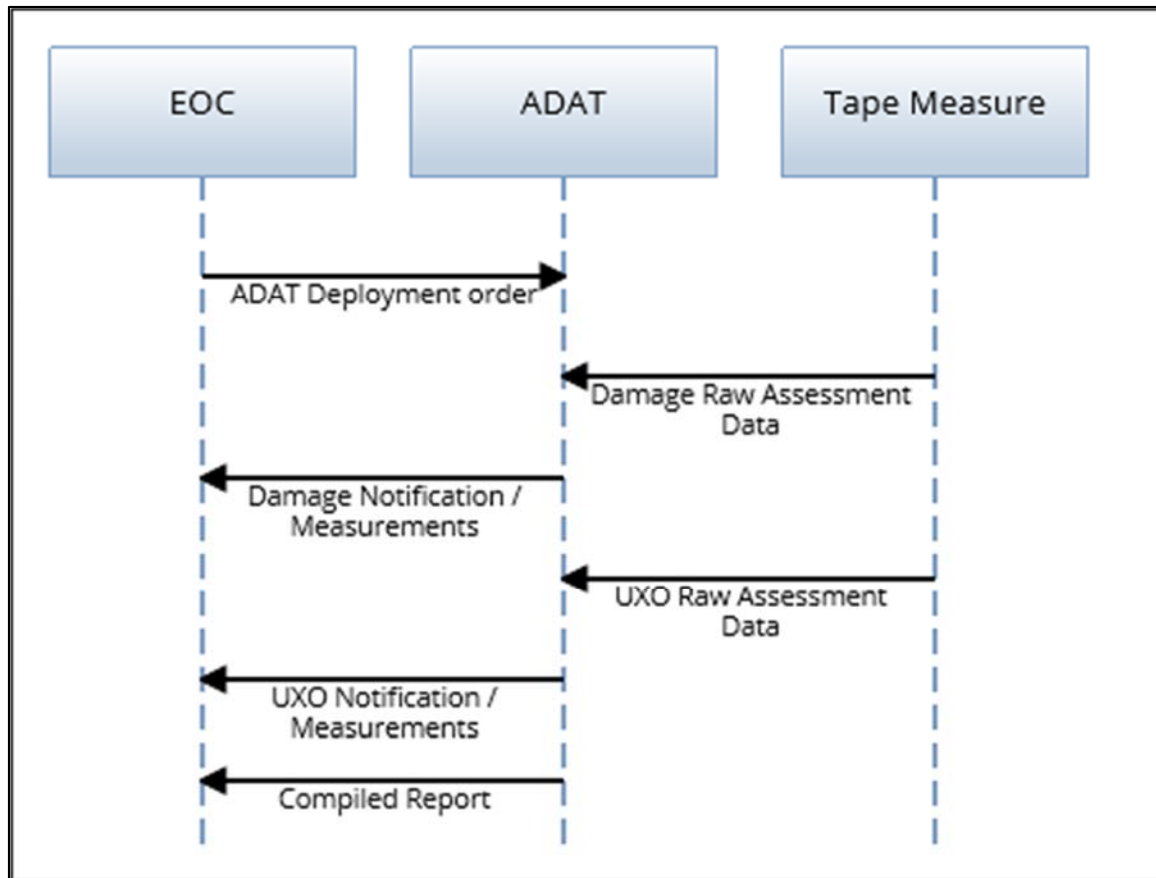 EOC
ADAT
Tape Measure
ADAT Deployment order
Damage Raw Assessment
Data
Damage Notification /
Measurements
UXO Raw Assessment
Data
UXO Notification /
Measurements
Compiled Report